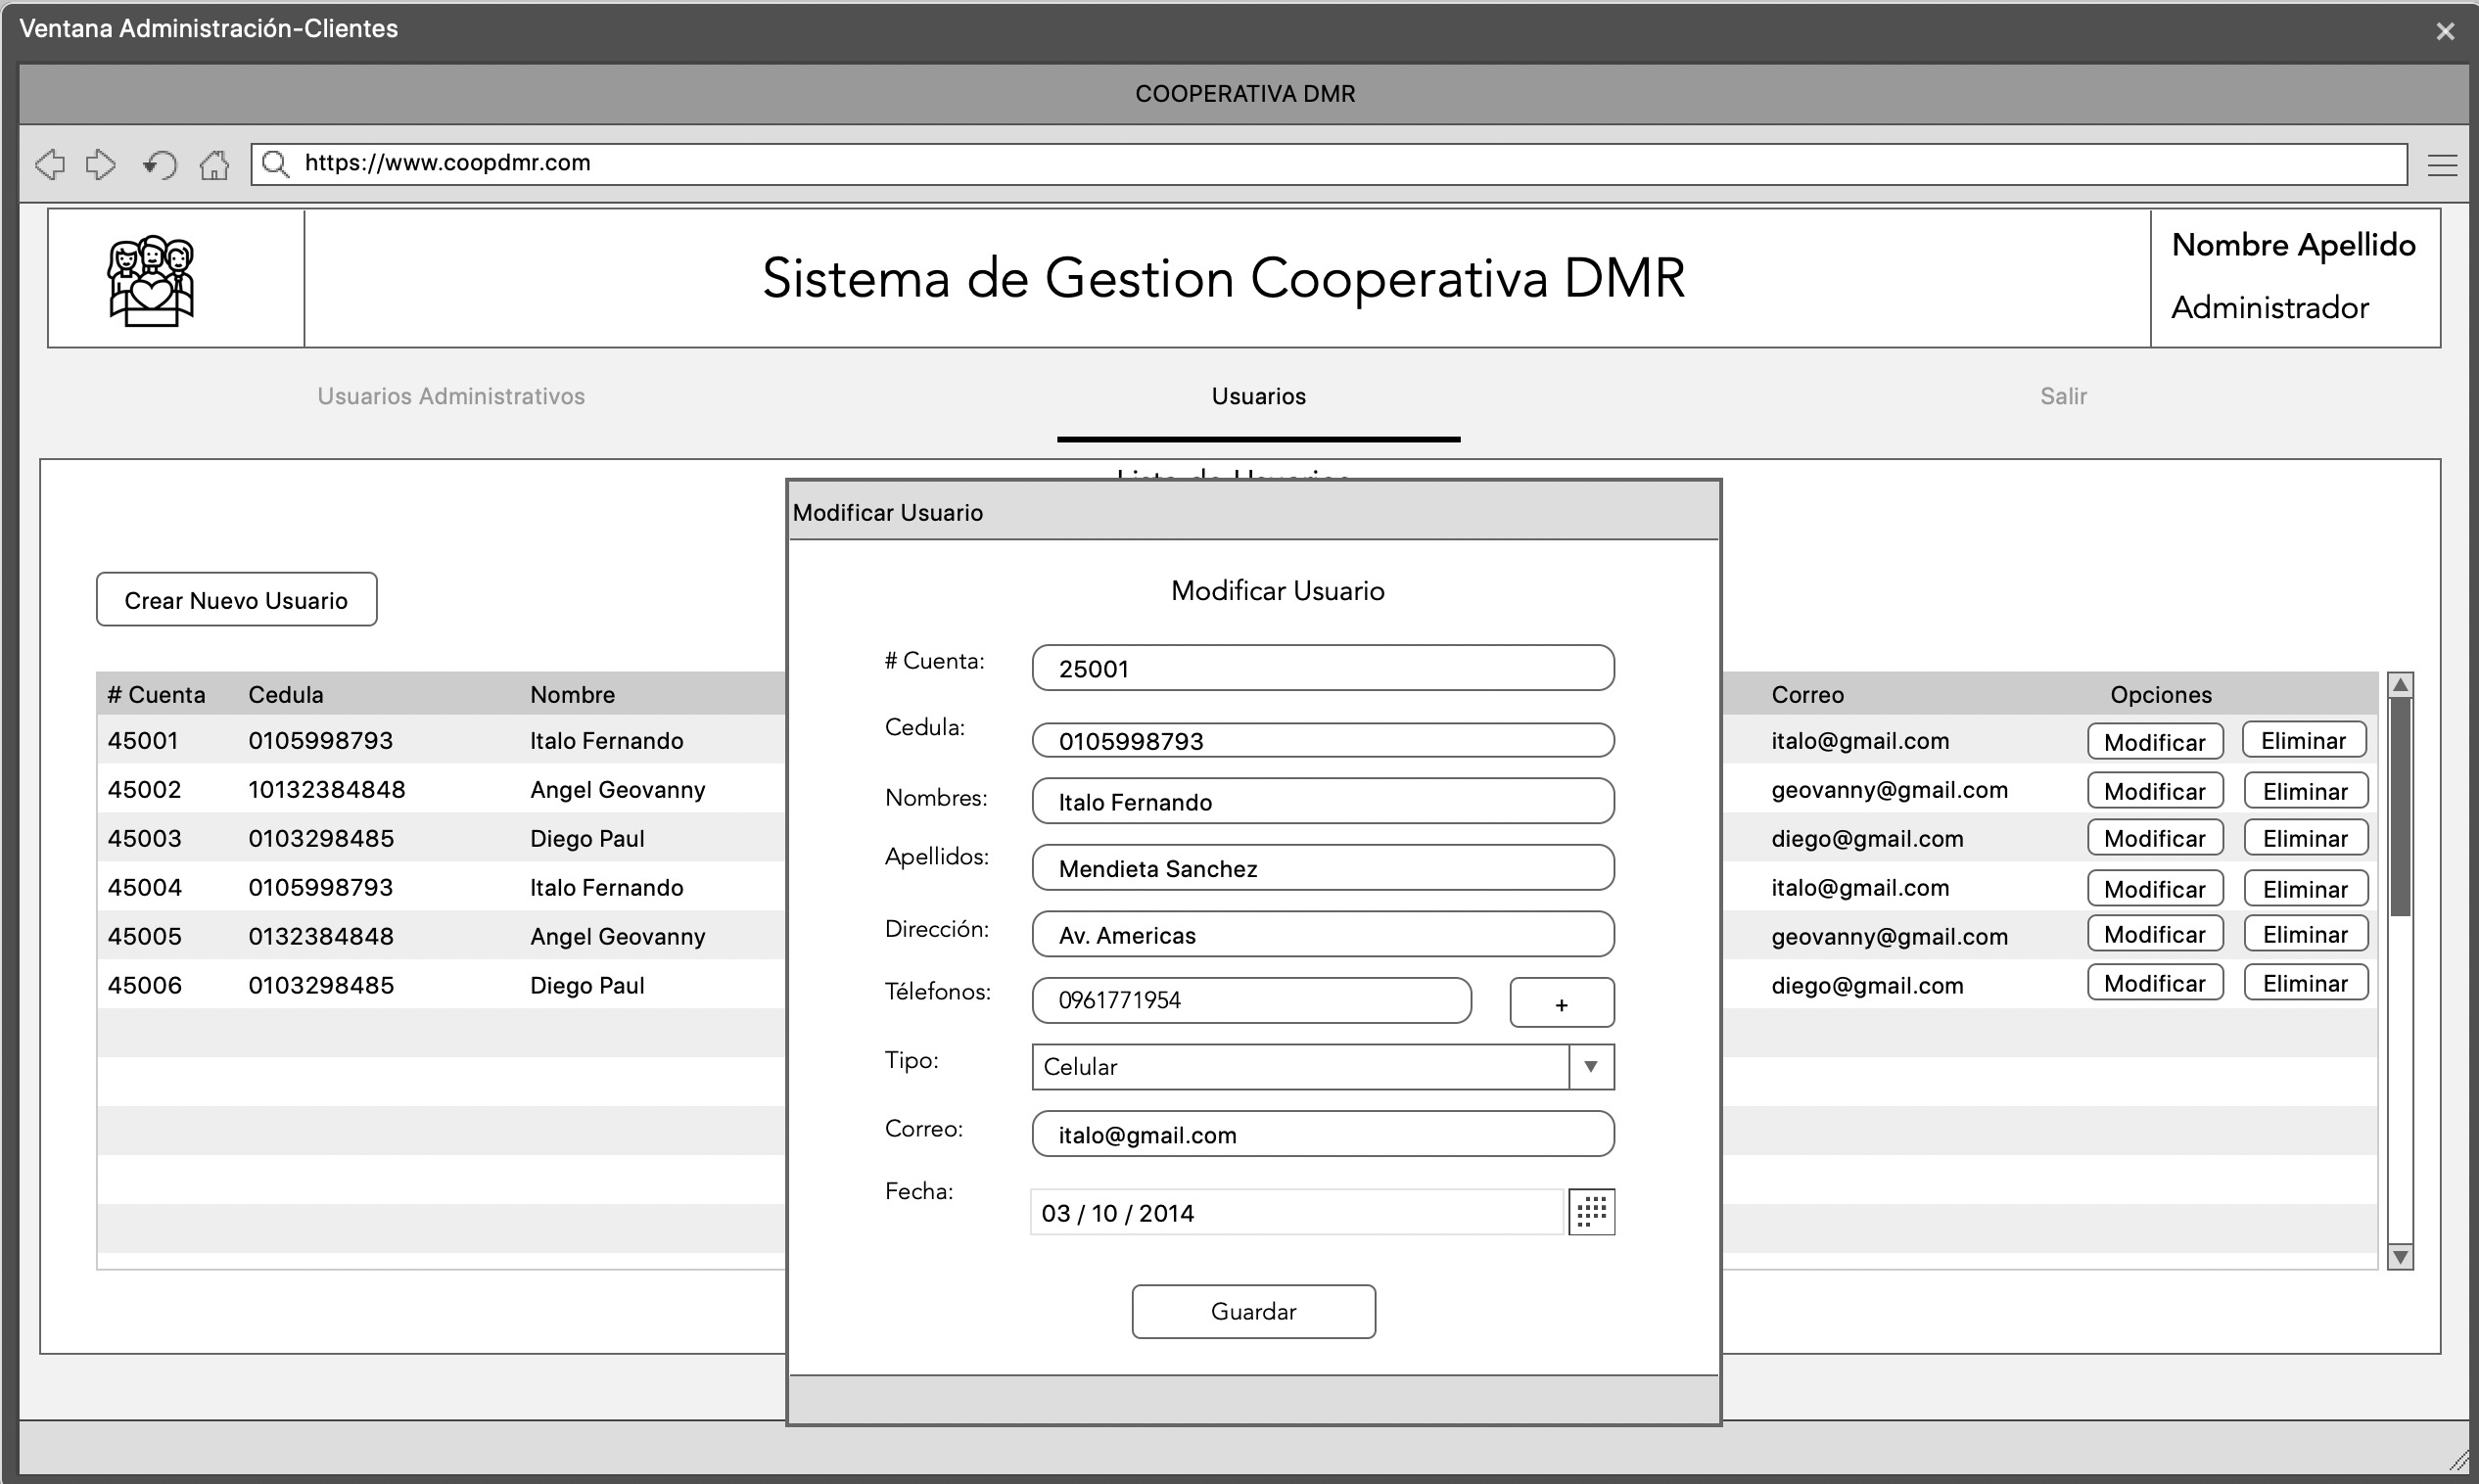 Ventana Administración-Clientes
COOPERATIVA DMR
https://www.coopdmr.com
Sistema de Gestion Cooperativa DMR
Nombre Apellido
Administrador
Usuarios Administrativos Usuarios Salir
Lista de Usuarios
Modificar Usuario
Modificar Usuario
Crear Nuevo Usuario
# Cuenta: 25001
Cedula: 0105998793
Nombres: Italo Fernando
Apellidos: Mendieta Sanchez
Dirección: Av. Americas
Télefonos: 0961771954 +
Tipo: Celular
Correo: italo@gmail.com
Fecha: 03 / 10 / 2014
Guardar
# Cuenta Cedula Nombre Correo Opciones
45001 0105998793 Italo Fernando italo@gmail.com Modificar Eliminar
45002 10132384848 Angel Geovanny geovanny@gmail.com Modificar Eliminar
45003 0103298485 Diego Paul diego@gmail.com Modificar Eliminar
45004 0105998793 Italo Fernando italo@gmail.com Modificar Eliminar
45005 0132384848 Angel Geovanny geovanny@gmail.com Modificar Eliminar
45006 0103298485 Diego Paul diego@gmail.com Modificar Eliminar